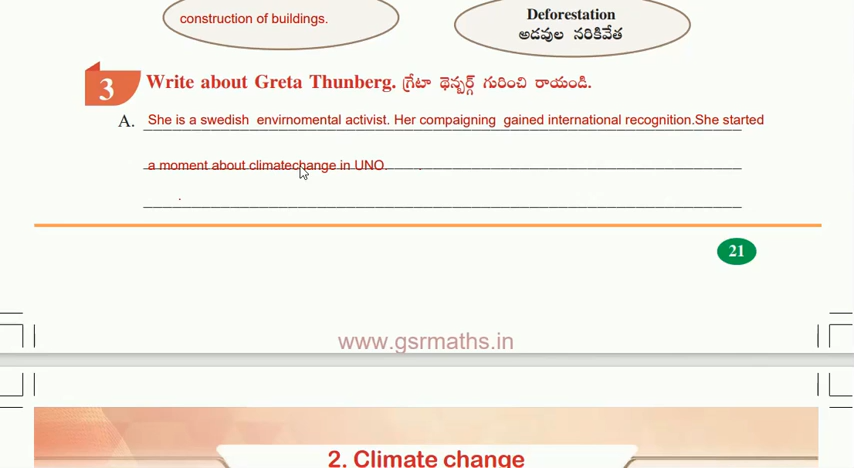 construction of buildings.
Deforestation
అడవుల నరికివేత
3 Write about Greta Thunberg. గ్రేటా థెన్బర్గ్ గురించి రాయండి.
A. She is a swedish envirnomental activist. Her compaigning gained international recognition.She started
a moment about climatechange in UNO.
21
www.gsrmaths.in
2. Climate change